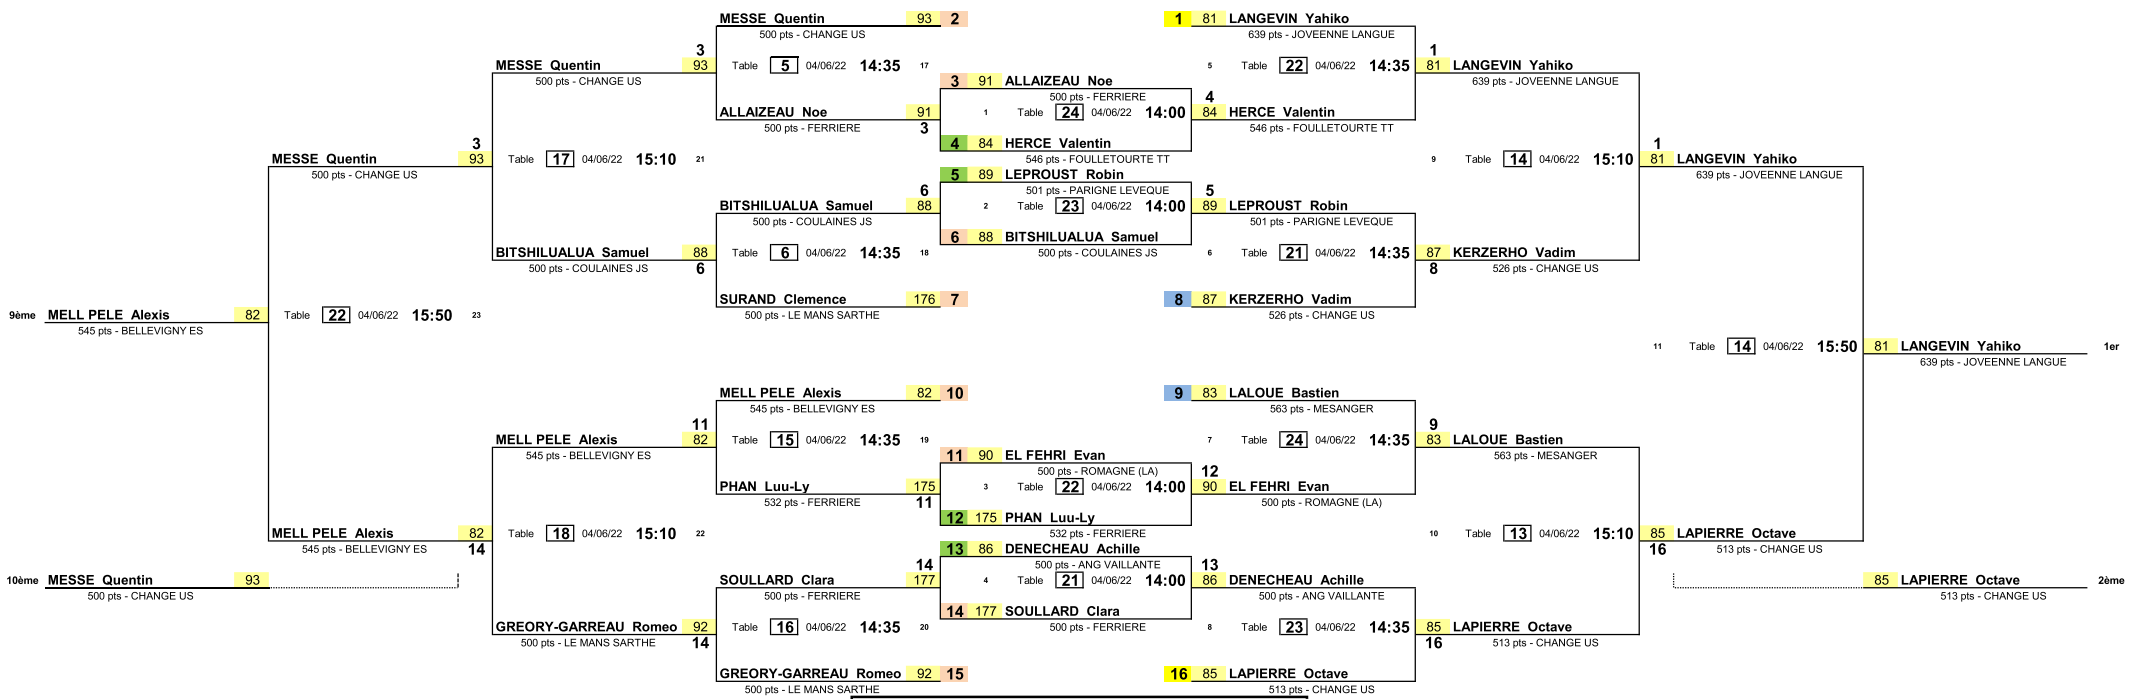 MESSE Quentin 93 2 1 81 LANGEVIN Yahiko
500 pts - CHANGE US 639 pts - JOVEENNE LANGUE
3 1
MESSE Quentin 93 Table 5 04/06/22 14:35 17 5 Table 22 04/06/22 14:35 81 LANGEVIN Yahiko
500 pts - CHANGE US 3 91 ALLAIZEAU Noe 639 pts - JOVEENNE LANGUE
500 pts - FERRIERE 4
ALLAIZEAU Noe 91 1 Table 24 04/06/22 14:00 84 HERCE Valentin
500 pts - FERRIERE 3 546 pts - FOULLETOURTE TT
3 4 84 HERCE Valentin 1
MESSE Quentin 93 Table 17 04/06/22 15:10 21 546 pts - FOULLETOURTE TT 9 Table 14 04/06/22 15:10 81 LANGEVIN Yahiko
500 pts - CHANGE US 5 89 LEPROUST Robin 639 pts - JOVEENNE LANGUE
6 501 pts - PARIGNE LEVEQUE 5
BITSHILUALUA Samuel 88 2 Table 23 04/06/22 14:00 89 LEPROUST Robin
500 pts - COULAINES JS 501 pts - PARIGNE LEVEQUE
6 88 BITSHILUALUA Samuel
BITSHILUALUA Samuel 88 Table 6 04/06/22 14:35 18 500 pts - COULAINES JS 6 Table 21 04/06/22 14:35 87 KERZERHO Vadim
500 pts - COULAINES JS 6 8 526 pts - CHANGE US
SURAND Clemence 176 7 8 87 KERZERHO Vadim
9ème MELL PELE Alexis 82 Table 22 04/06/22 15:50 23 500 pts - LE MANS SARTHE 526 pts - CHANGE US
545 pts - BELLEVIGNY ES
11 Table 14 04/06/22 15:50 81 LANGEVIN Yahiko 1er
639 pts - JOVEENNE LANGUE
MELL PELE Alexis 82 10 9 83 LALOUE Bastien
545 pts - BELLEVIGNY ES 563 pts - MESANGER
11 9
MELL PELE Alexis 82 Table 15 04/06/22 14:35 19 7 Table 24 04/06/22 14:35 83 LALOUE Bastien
545 pts - BELLEVIGNY ES 11 90 EL FEHRI Evan 563 pts - MESANGER
500 pts - ROMAGNE (LA) 12
PHAN Luu-Ly 175 3 Table 22 04/06/22 14:00 90 EL FEHRI Evan
532 pts - FERRIERE 11 500 pts - ROMAGNE (LA)
12 175 PHAN Luu-Ly
MELL PELE Alexis 82 Table 18 04/06/22 15:10 22 532 pts - FERRIERE 10 Table 13 04/06/22 15:10 85 LAPIERRE Octave
545 pts - BELLEVIGNY ES 14 13 86 DENECHEAU Achille 16 513 pts - CHANGE US
14 500 pts - ANG VAILLANTE 13
10ème MESSE Quentin 93 SOULLARD Clara 177 4 Table 21 04/06/22 14:00 86 DENECHEAU Achille 85 LAPIERRE Octave 2ème
500 pts - CHANGE US 500 pts - FERRIERE 500 pts - ANG VAILLANTE 513 pts - CHANGE US
14 177 SOULLARD Clara
GREORY-GARREAU Romeo 92 Table 16 04/06/22 14:35 20 500 pts - FERRIERE 8 Table 23 04/06/22 14:35 85 LAPIERRE Octave
500 pts - LE MANS SARTHE 14 16 513 pts - CHANGE US
GREORY-GARREAU Romeo 92 15 16 85 LAPIERRE Octave
500 pts - LE MANS SARTHE 513 pts - CHANGE US